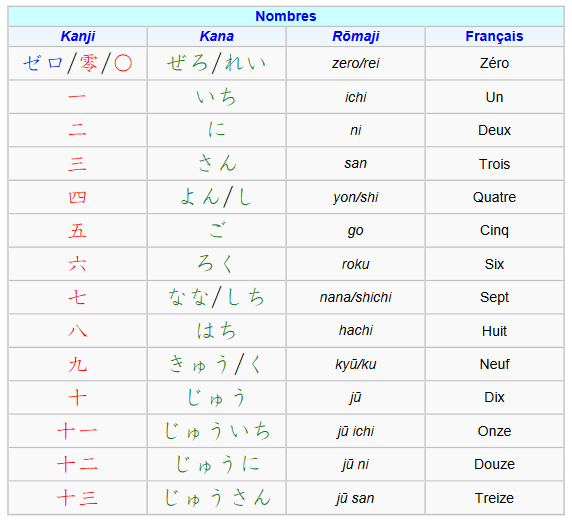 Nombres
Kanji Kana Rōmaji Français
ゼロ/零/〇 ぜろ/れい zero/rei Zéro
一 いち ichi Un
二 に ni Deux
三 さん san Trois
四 よん/し yon/shi Quatre
五 ご go Cinq
六 ろく roku Six
七 なな/しち nana/shichi Sept
八 はち hachi Huit
九 きゅう/く kyū/ku Neuf
十 じゅう jū Dix
十一 じゅういち jū ichi Onze
十二 じゅうに jū ni Douze
十三 じゅうさん jū san Treize